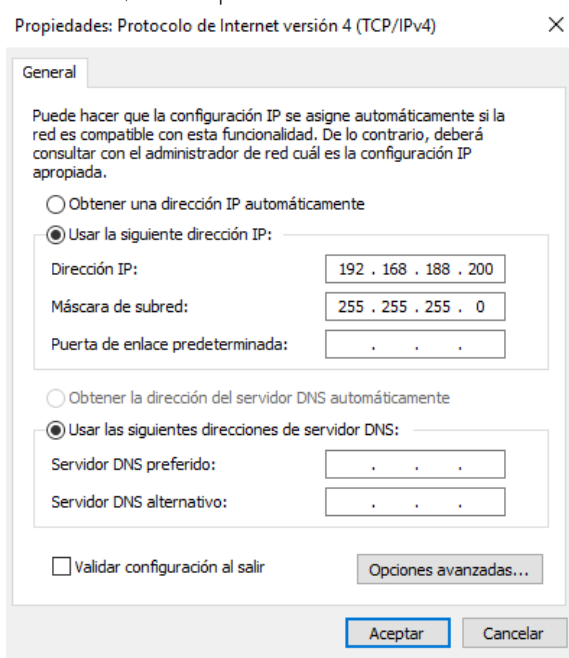 Propiedades: Protocolo de Internet versión 4 (TCP/IPv4)
General
Puede hacer que la configuración IP se asigne automáticamente si la
red es compatible con esta funcionalidad. De lo contrario, deberá
consultar con el administrador de red cuál es la configuración IP
apropiada.
Obtener una dirección IP automáticamente
Usar la siguiente dirección IP:
Dirección IP: 192 . 168 . 188 . 200
Máscara de subred: 255 . 255 . 255 . 0
Puerta de enlace predeterminada: . . .
Obtener la dirección del servidor DNS automáticamente
Usar las siguientes direcciones de servidor DNS:
Servidor DNS preferido: . . .
Servidor DNS alternativo: . . .
Validar configuración al salir
Opciones avanzadas...
Aceptar Cancelar